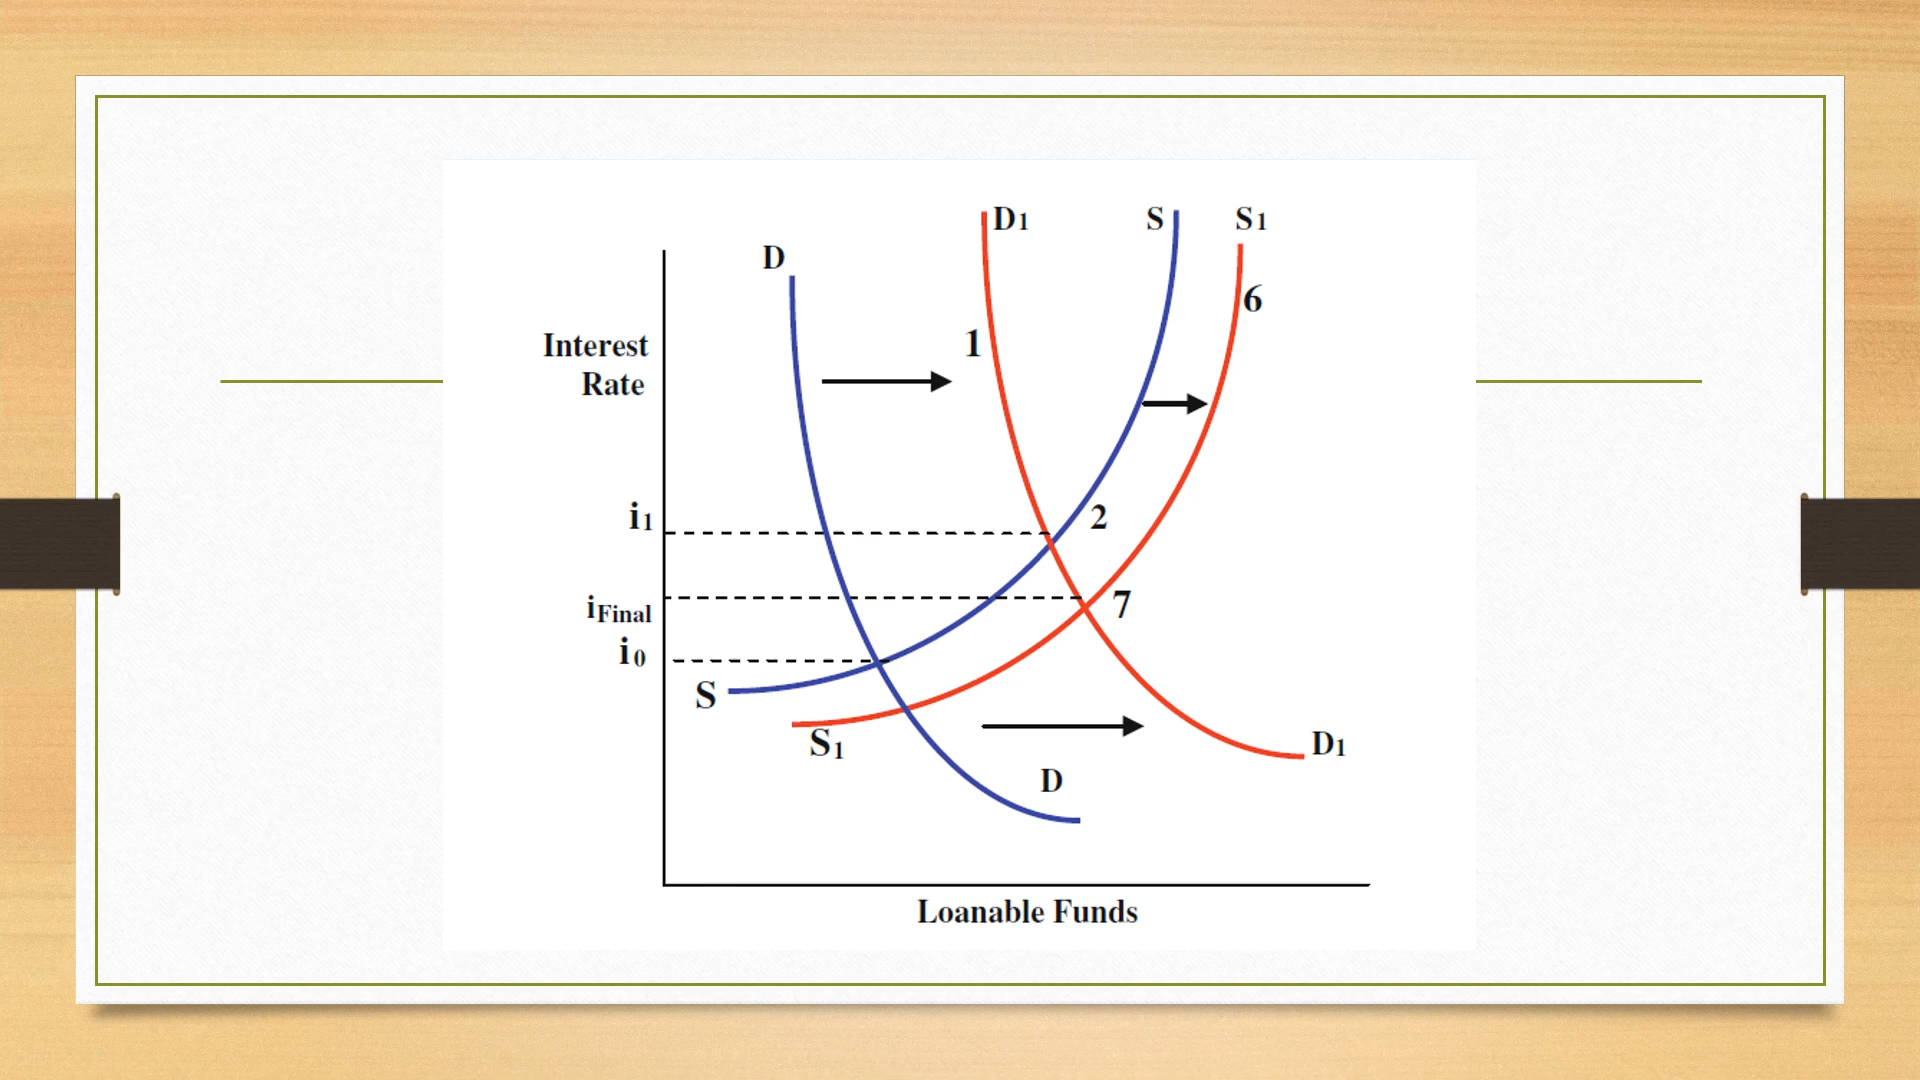 D1
S
S1
D
6
Interest
Rate
1
i1
2
iFinal
7
i0
S
S1
D1
D
Loanable Funds